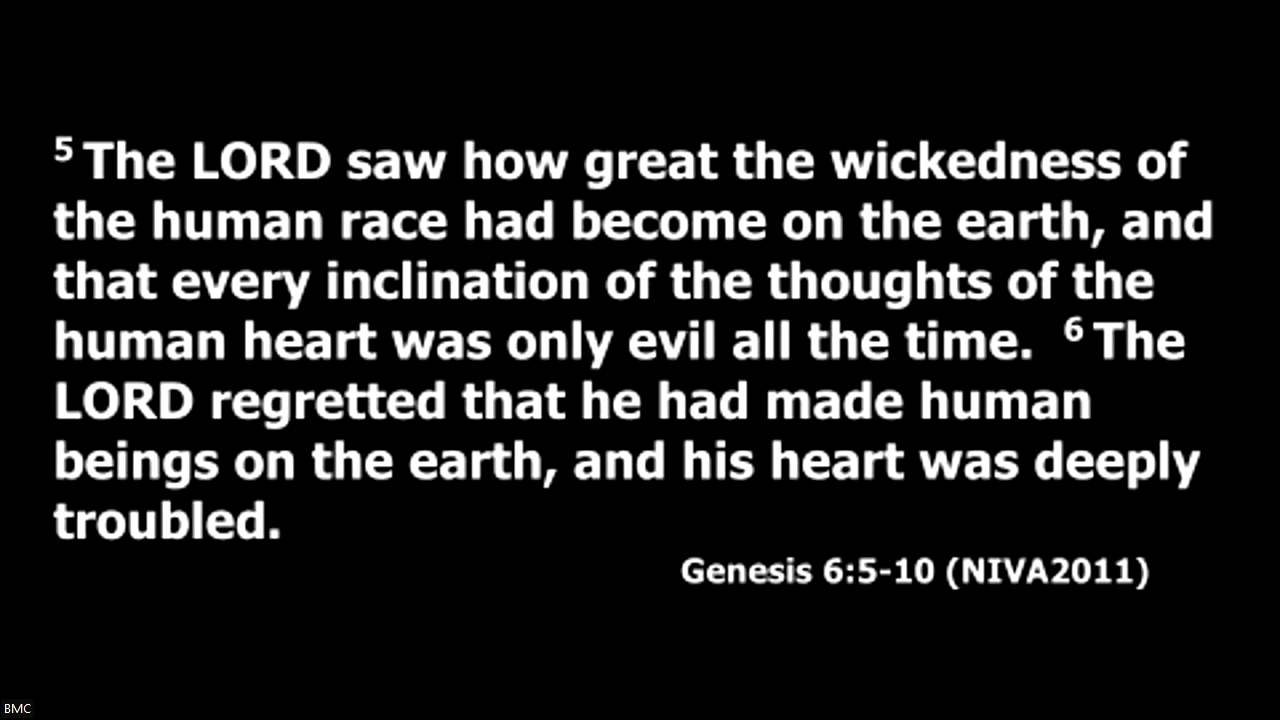 ⁵ The LORD saw how great the wickedness of
the human race had become on the earth, and
that every inclination of the thoughts of the
human heart was only evil all the time.  ⁶ The
LORD regretted that he had made human
beings on the earth, and his heart was deeply
troubled.
Genesis 6:5-10 (NIVA2011)
BMC